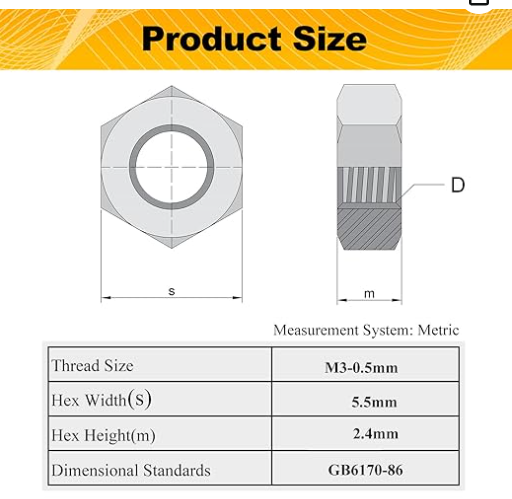 Product Size
D
s
m
Measurement System: Metric
Thread Size M3-0.5mm
Hex Width(s) 5.5mm
Hex Height(m) 2.4mm
Dimensional Standards GB6170-86